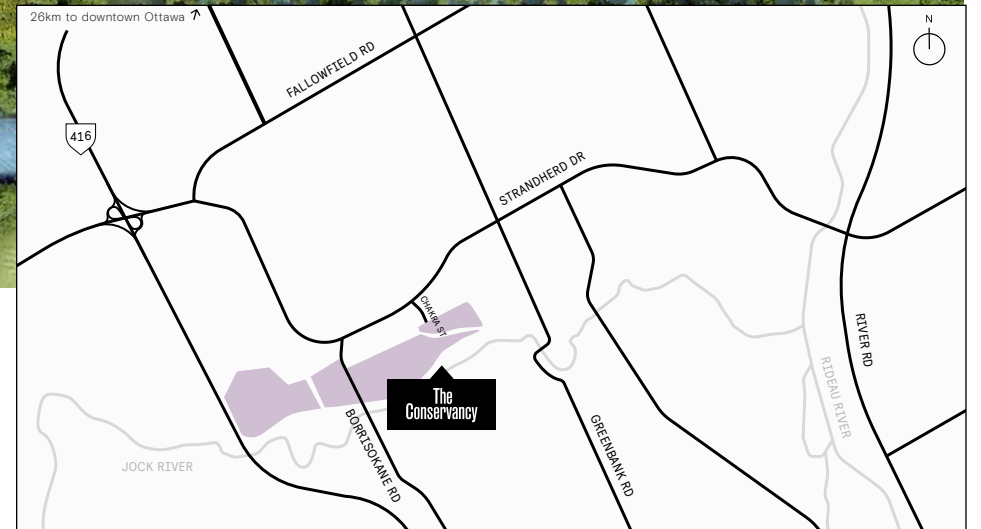 26km to downtown Ottawa
N
FALLOWFIELD RD
416
STRANDHERD DR
CHAKRA ST
RIVER RD
RIDEAU RIVER
The
Conservancy
BORRISOKANE RD
GREENBANK RD
JOCK RIVER